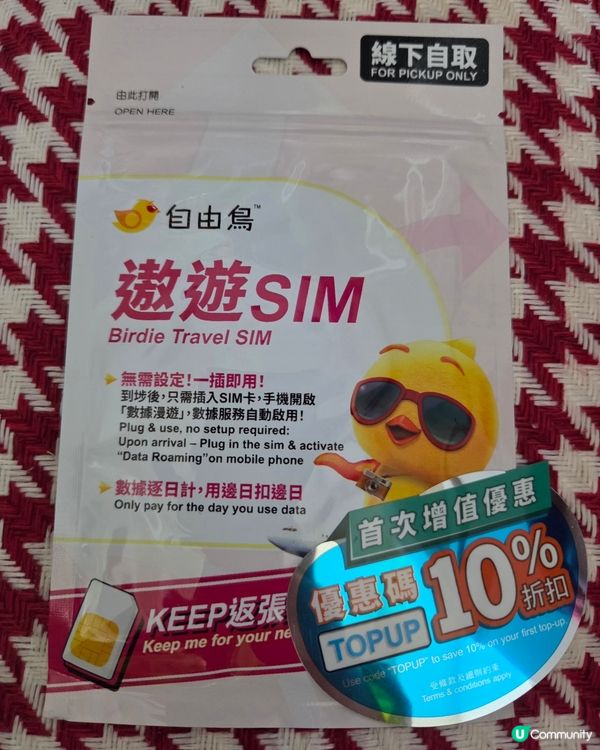 線下自取
FOR PICKUP ONLY
由此打開
OPEN HERE
自由鳥™
遨遊SIM
Birdie Travel SIM
無需設定!一插即用!
到埗後,只需插入SIM卡,手機開啟
「數據漫遊」,數據服務自動啟用!
Plug & use, no setup required:
Upon arrival – Plug in the sim & activate
“Data Roaming”on mobile phone
數據逐日計,用邊日扣邊日
Only pay for the day you use data
首次增值優惠
優惠碼
TOPUP
10%
折扣
Use code “TOPUP” to save 10% on your first top-up.
受條款及細則約束
Terms & conditions apply
KEEP返張
Keep me for your
U Community